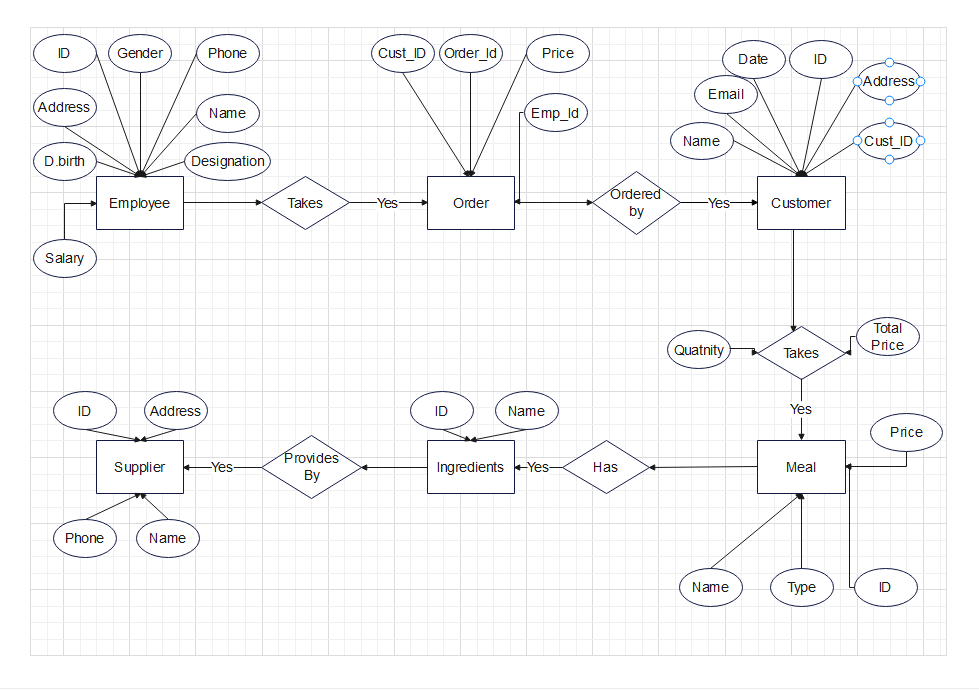 ID
Gender
Phone
Cust_ID
Order_Id
Price
Date
ID
Address
Email
Address
Name
Emp_Id
Name
Cust_ID
D.birth
Designation
Employee
Takes
Yes
Order
Ordered
by
Yes
Customer
Salary
Quatnity
Takes
Total
Price
Yes
ID
Address
ID
Name
Price
Supplier
Yes
Provides
By
Ingredients
Yes
Has
Meal
Phone
Name
Name
Type
ID